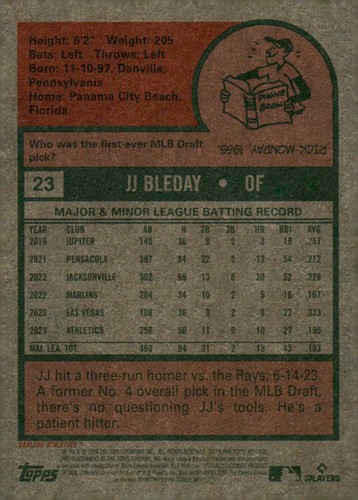 Height: 6'2" Weight: 205
Bats: Left Throws: Left
Born: 11-10-97, Danville,
Pennsylvania
Home: Panama City Beach,
Florida
PHONE
BOOK
Who was the first-ever MLB Draft
pick?
RICK MONDAY, 1965.
23 JJ BLEDAY • OF
MAJOR & MINOR LEAGUE BATTING RECORD
YEAR CLUB AB H 2B 3B HR RBI AVG.
2019 JUPITER 140 36 8 0 3 19 .257
2021 PENSACOLA 397 84 22 3 12 54 .212
2022 JACKSONVILLE 302 69 13 0 20 52 .228
2022 MARLINS 204 34 10 2 5 16 .167
2023 LAS VEGAS 108 36 8 0 8 23 .333
2023 ATHLETICS 256 50 11 0 10 27 .195
MAJ. LEA. TOT. 460 84 21 2 15 43 .183
JJ hit a three-run homer vs. the Rays, 6-14-23.
A former No. 4 overall pick in the MLB Draft,
there's no questioning JJ's tools. He's a
patient hitter.
OAKLAND ATHLETICS®
Topps
MLB PLAYERS